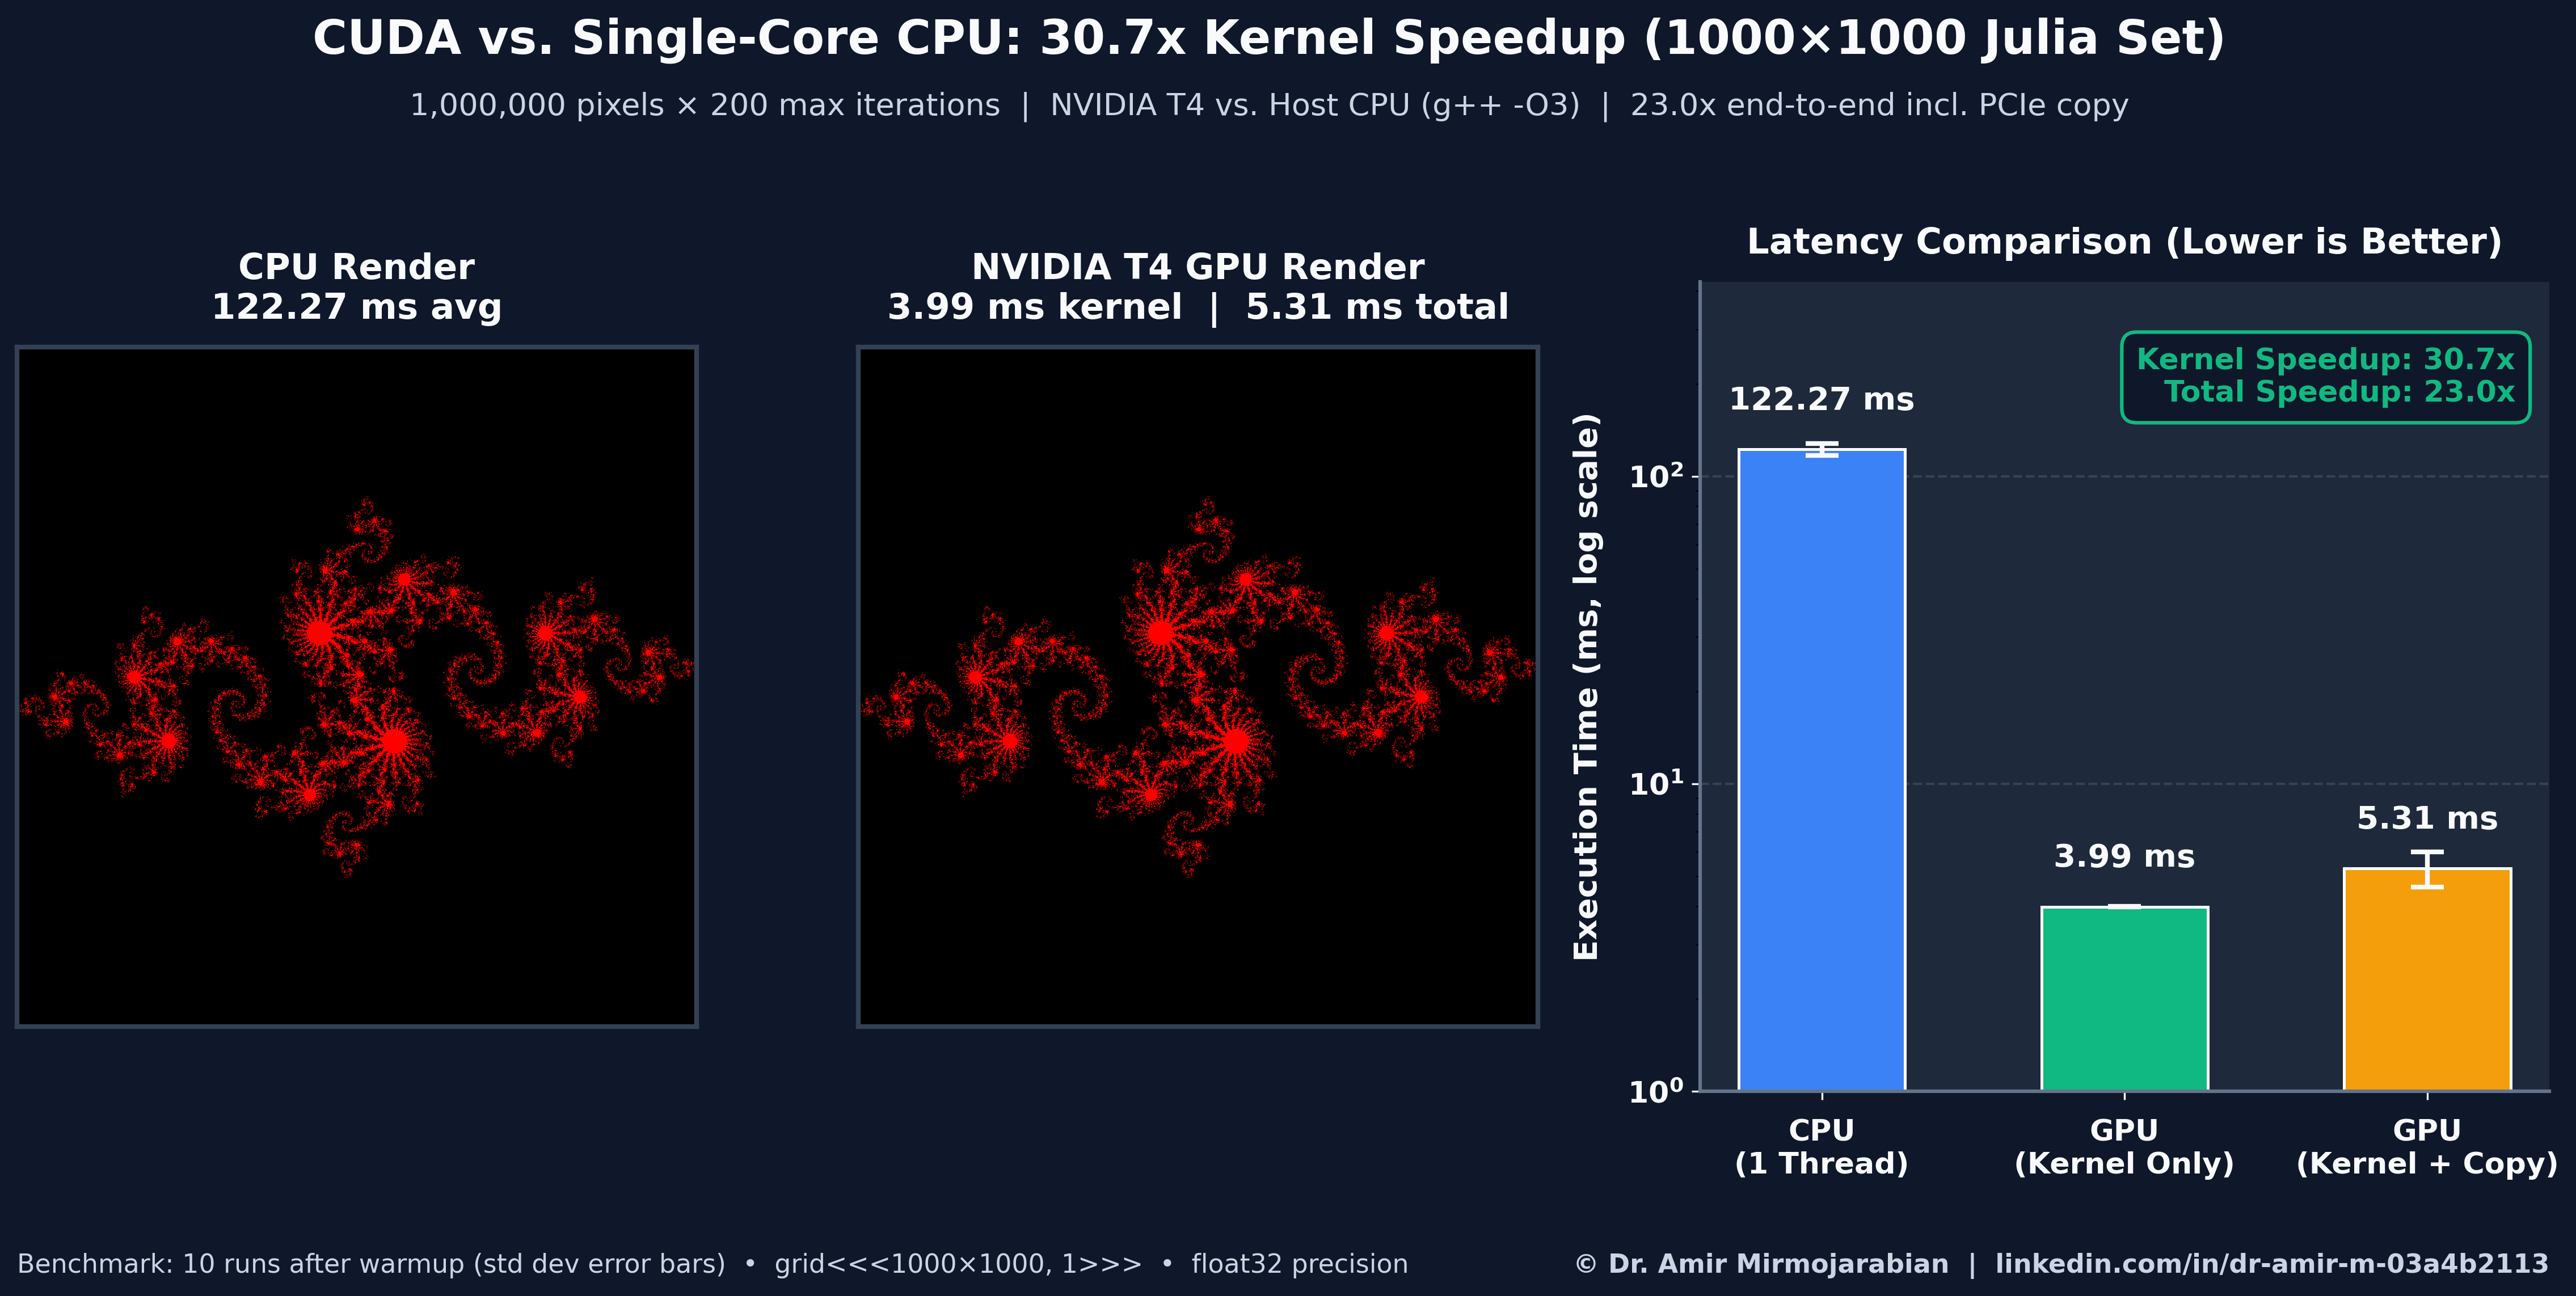 CUDA vs. Single-Core CPU: 30.7x Kernel Speedup (1000×1000 Julia Set)
1,000,000 pixels × 200 max iterations | NVIDIA T4 vs. Host CPU (g++ -O3) | 23.0x end-to-end incl. PCIe copy
CPU Render
122.27 ms avg
NVIDIA T4 GPU Render
3.99 ms kernel | 5.31 ms total
Latency Comparison (Lower is Better)
Kernel Speedup: 30.7x
Total Speedup: 23.0x
122.27 ms
3.99 ms
5.31 ms
Execution Time (ms, log scale)
10²
10¹
10⁰
CPU
(1 Thread)
GPU
(Kernel Only)
GPU
(Kernel + Copy)
Benchmark: 10 runs after warmup (std dev error bars) • grid<<<1000×1000, 1>>> • float32 precision
© Dr. Amir Mirmojarabian | linkedin.com/in/dr-amir-m-03a4b2113